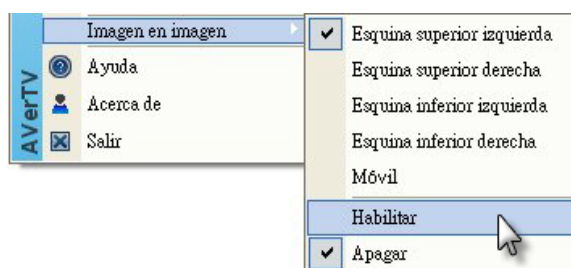 AVerTV
Imagen en imagen
Ayuda
Acerca de
Salir
Esquina superior izquierda
Esquina superior derecha
Esquina inferior izquierda
Esquina inferior derecha
Móvil
Habilitar
Apagar